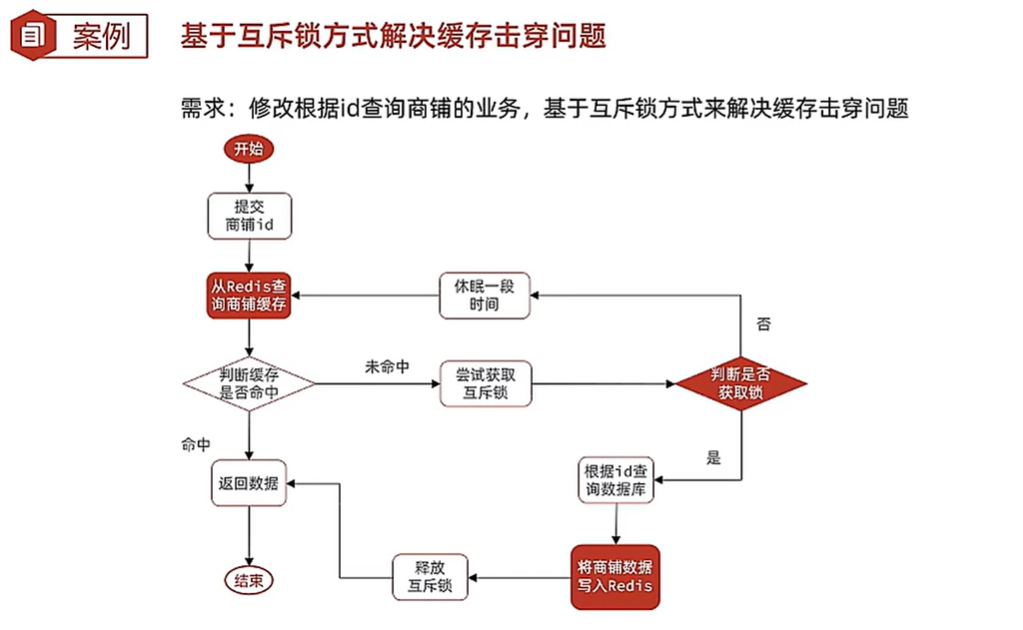 案例
基于互斥锁方式解决缓存击穿问题
需求：修改根据id查询商铺的业务，基于互斥锁方式来解决缓存击穿问题
开始
提交
商铺id
从Redis查
询商铺缓存
休眠一段
时间
否
判断缓存
是否命中
未命中
尝试获取
互斥锁
判断是否
获取锁
命中
是
返回数据
根据id查
询数据库
结束
释放
互斥锁
将商铺数据
写入Redis